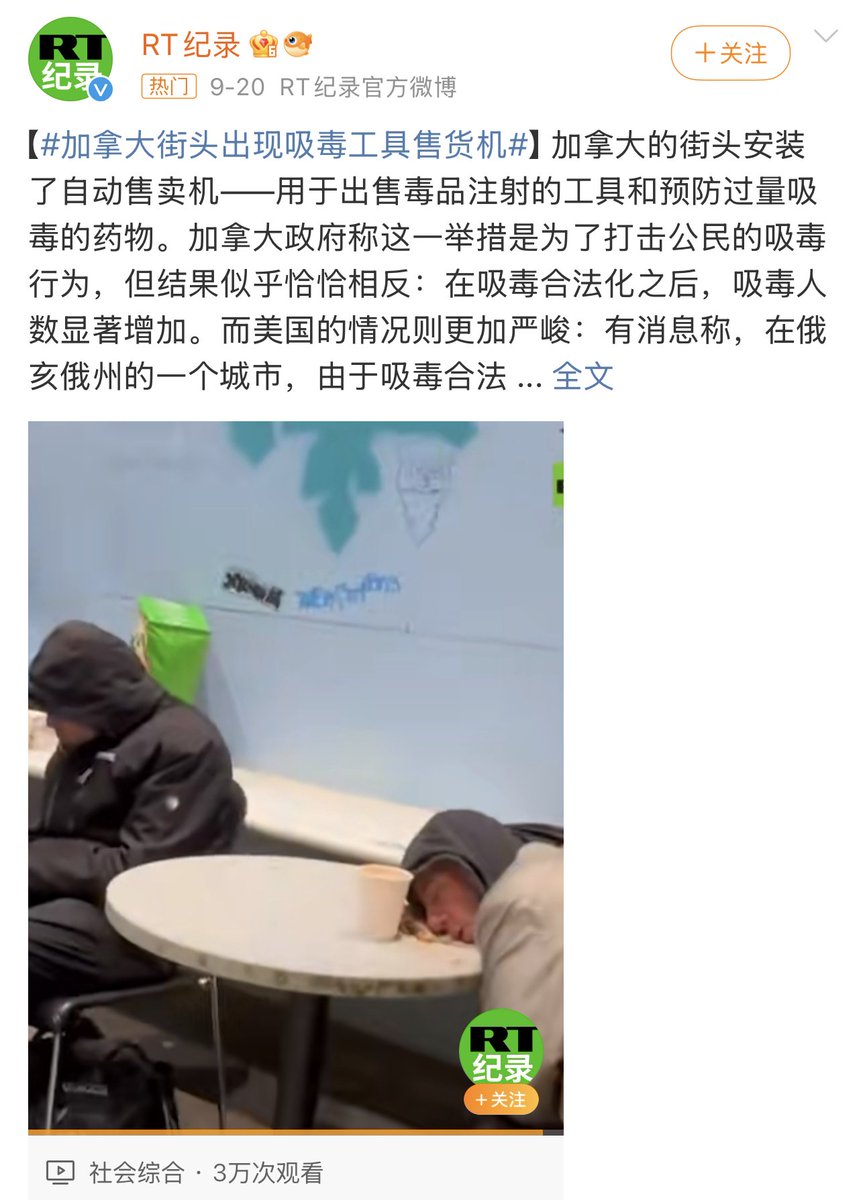 RT
纪录
RT纪录
6
+关注
热门 9-20 RT纪录官方微博
【#加拿大街头出现吸毒工具售货机#】加拿大的街头安装
了自动售卖机——用于出售毒品注射的工具和预防过量吸
毒的药物。加拿大政府称这一举措是为了打击公民的吸毒
行为，但结果似乎恰恰相反：在吸毒合法化之后，吸毒人
数显著增加。而美国的情况则更加严峻：有消息称，在俄
亥俄州的一个城市，由于吸毒合法 ... 全文
RT
纪录
+关注
社会综合 · 3万次观看